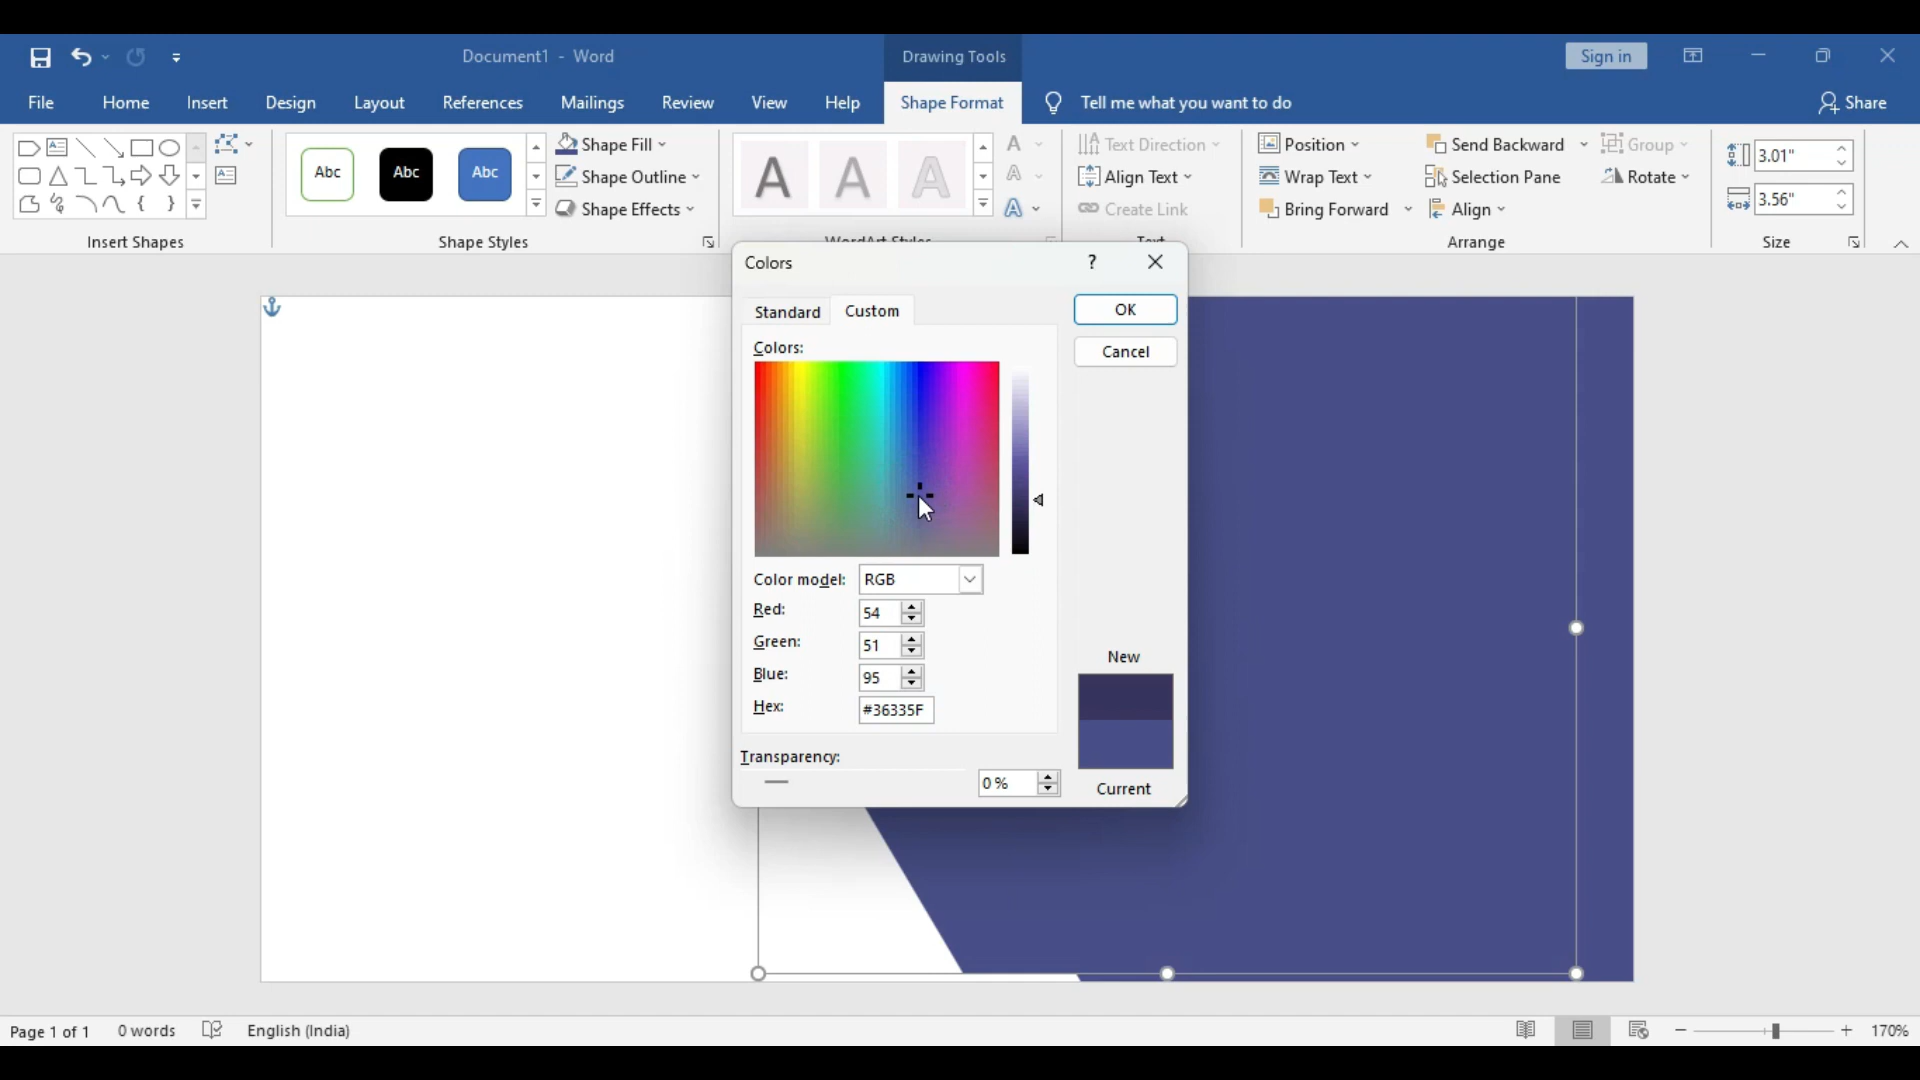 Document1 - Word
Drawing Tools
Sign in
File Home Insert Design Layout References Mailings Review View Help Shape Format Tell me what you want to do Share
Abc Abc Abc
Shape Fill
Shape Outline
Shape Effects
A A A
A
A
A
Text Direction
Align Text
Create Link
Position
Wrap Text
Bring Forward
Send Backward
Selection Pane
Align
Group
Rotate
3.01"
3.56"
Insert Shapes
Shape Styles
WordArt Styles
Text
Arrange
Size
Colors
?
Standard Custom
OK
Cancel
Colors:
Color model: RGB
Red: 54
Green: 51
Blue: 95
Hex: #36335F
Transparency:
0 %
New
Current
Page 1 of 1 0 words English (India) 170%